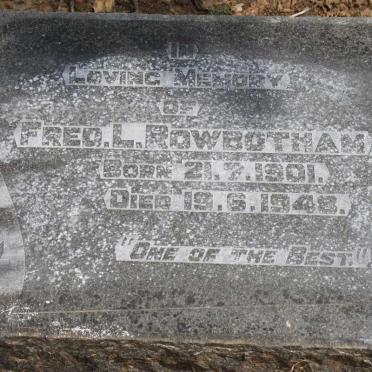 IN
LOVING MEMORY
OF
FRED. L. ROWBOTHAM
BORN 21.7.1901.
DIED 19.6.1948.
"ONE OF THE BEST."